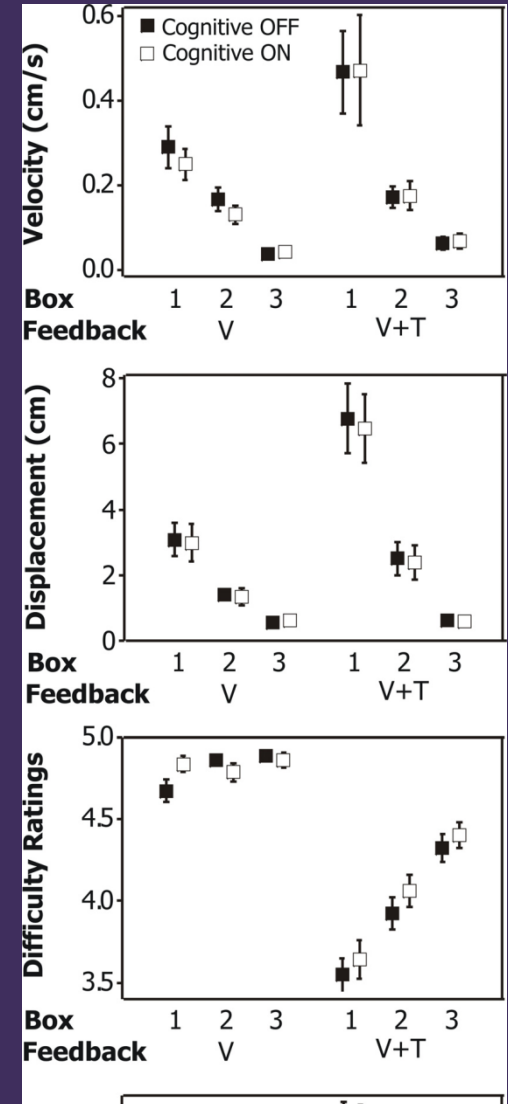 Velocity (cm/s)
0.6
0.4
0.2
0.0
Cognitive OFF
Cognitive ON
Box 1 2 3 1 2 3
Feedback V V+T
Displacement (cm)
8
6
4
2
0
Box 1 2 3 1 2 3
Feedback V V+T
Difficulty Ratings
5.0
4.5
4.0
3.5
Box 1 2 3 1 2 3
Feedback V V+T